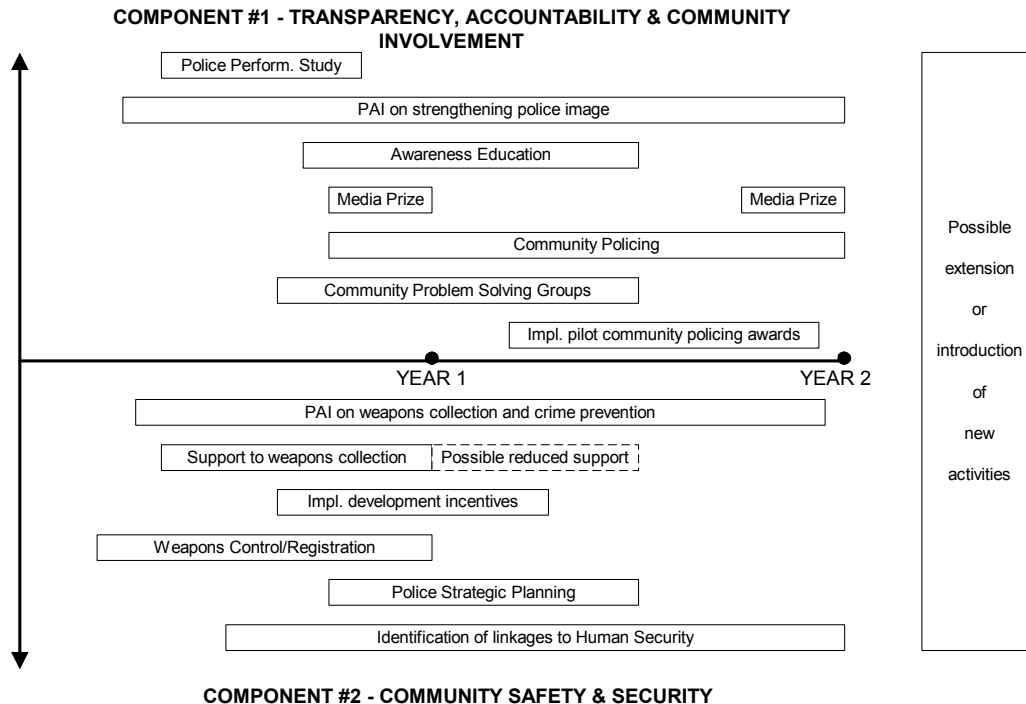 COMPONENT #1 - TRANSPARENCY, ACCOUNTABILITY & COMMUNITY
INVOLVEMENT
Police Perform. Study
PAI on strengthening police image
Awareness Education
Media Prize
Media Prize
Community Policing
Community Problem Solving Groups
Impl. pilot community policing awards
YEAR 1
YEAR 2
PAI on weapons collection and crime prevention
Support to weapons collection
Possible reduced support
Impl. development incentives
Weapons Control/Registration
Police Strategic Planning
Identification of linkages to Human Security
COMPONENT #2 - COMMUNITY SAFETY & SECURITY
Possible
extension
or
introduction
of
new
activities